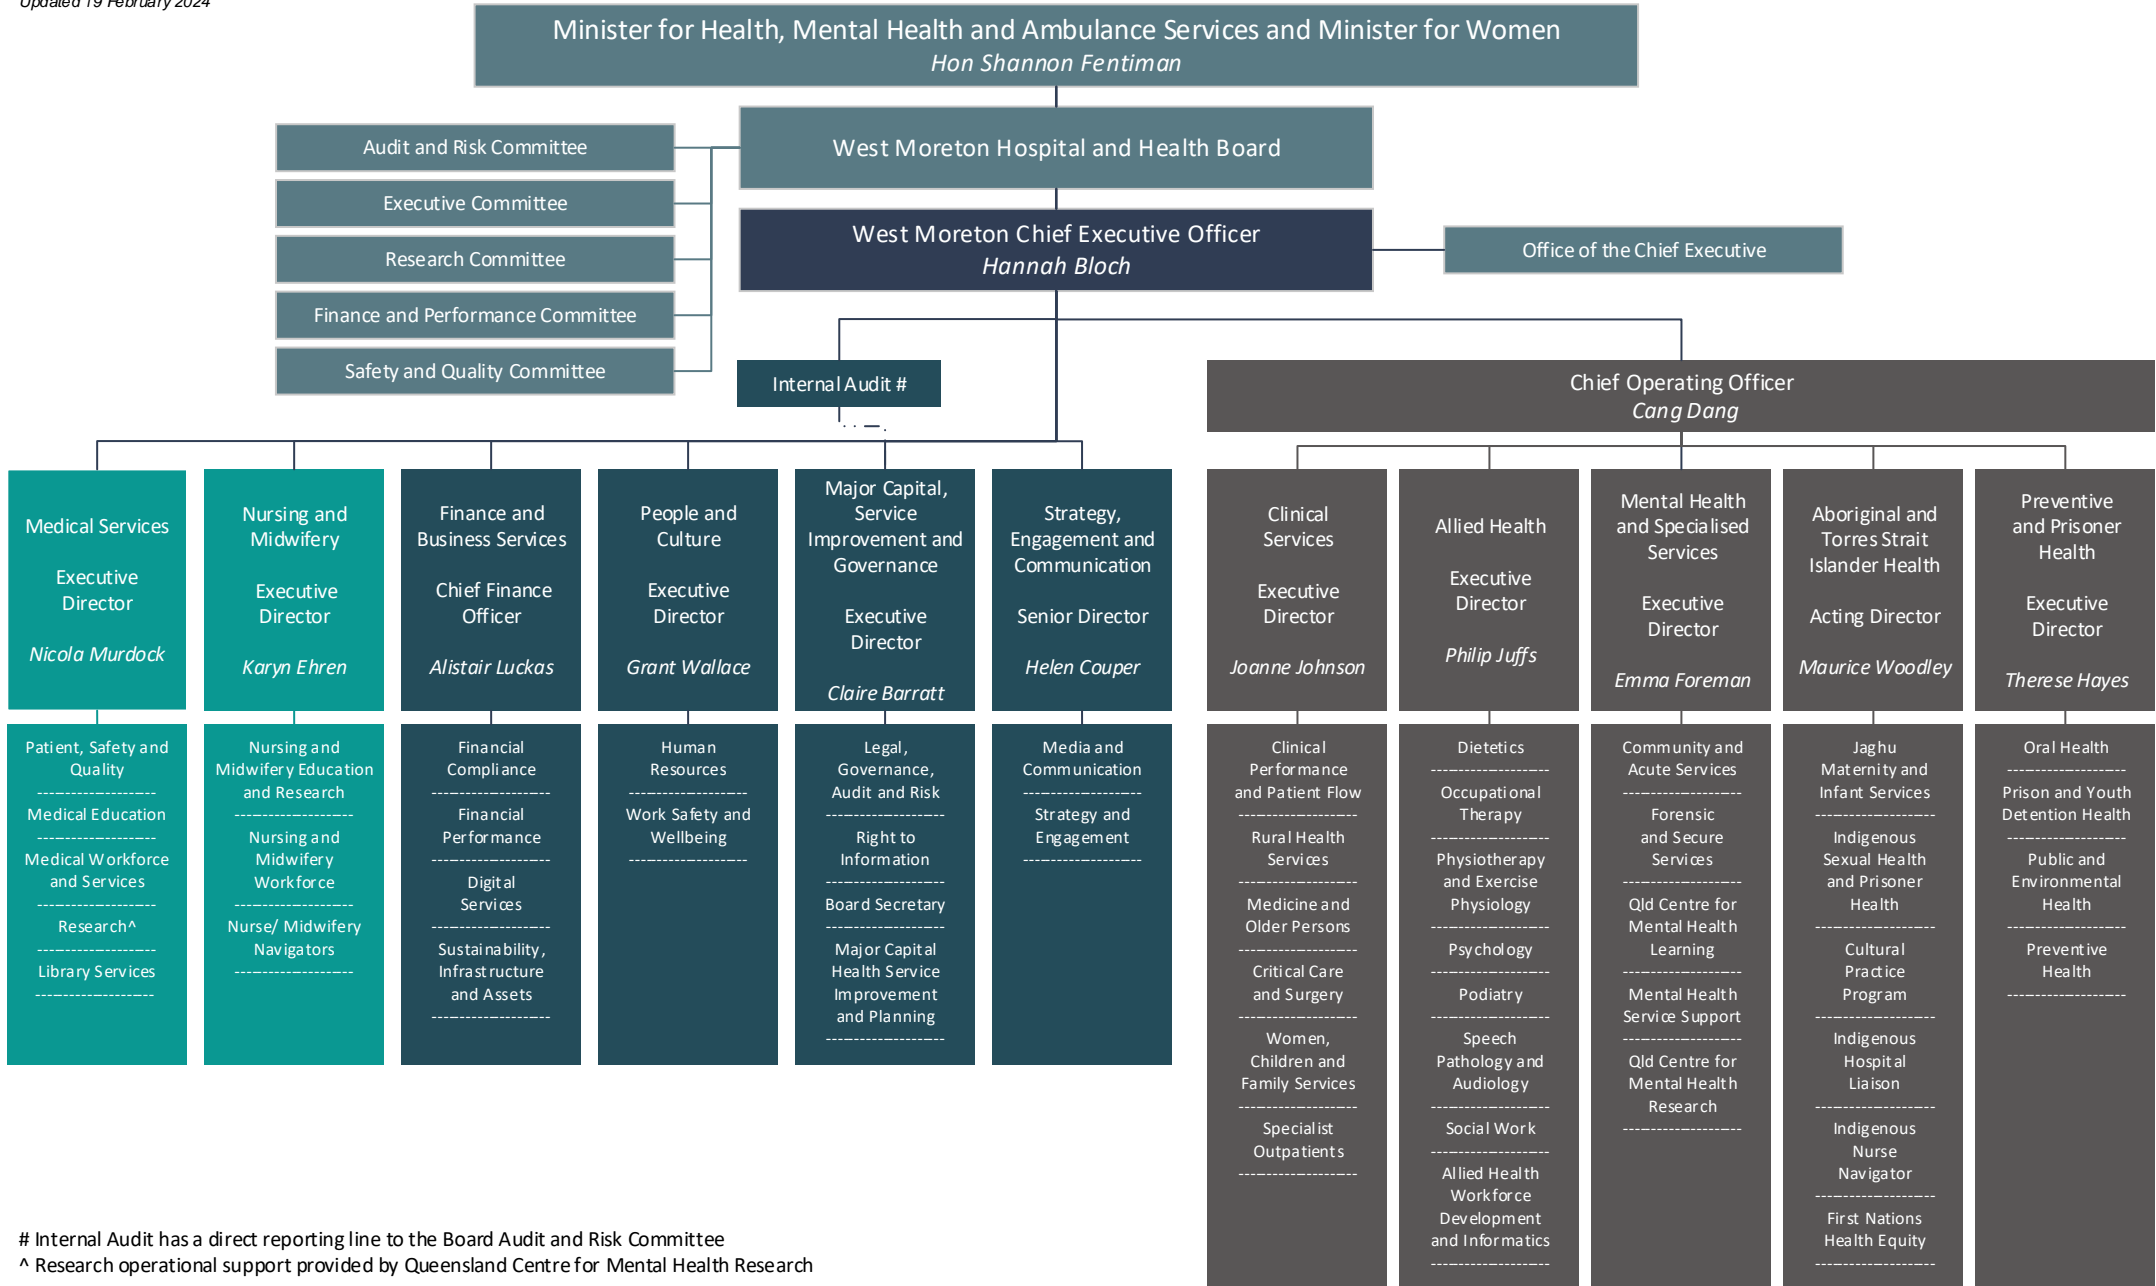 Updated 19 February 2024
Minister for Health, Mental Health and Ambulance Services and Minister for Women
Hon Shannon Fentiman
West Moreton Hospital and Health Board
Audit and Risk Committee
Executive Committee
Research Committee
Finance and Performance Committee
Safety and Quality Committee
West Moreton Chief Executive Officer
Hannah Bloch
Office of the Chief Executive
Internal Audit #
Chief Operating Officer
Cang Dang
Medical Services
Executive
Director
Nicola Murdock
Patient, Safety and
Quality
Medical Education
Medical Workforce
and Services
Research^
Library Services
Nursing and
Midwifery
Executive
Director
Karyn Ehren
Nursing and
Midwifery Education
and Research
Nursing and
Midwifery
Workforce
Nurse/ Midwifery
Navigators
Finance and
Business Services
Chief Finance
Officer
Alistair Luckas
Financial
Compliance
Financial
Performance
Digital
Services
Sustainability,
Infrastructure
and Assets
People and
Culture
Executive
Director
Grant Wallace
Human
Resources
Work Safety and
Wellbeing
Major Capital,
Service
Improvement and
Governance
Executive
Director
Claire Barratt
Legal,
Governance,
Audit and Risk
Right to
Information
Board Secretary
Major Capital
Health Service
Improvement
and Planning
Strategy,
Engagement and
Communication
Senior Director
Helen Couper
Media and
Communication
Strategy and
Engagement
Clinical
Services
Executive
Director
Joanne Johnson
Clinical
Performance
and Patient Flow
Rural Health
Services
Medicine and
Older Persons
Critical Care
and Surgery
Women,
Children and
Family Services
Specialist
Outpatients
Allied Health
Executive
Director
Philip Juffs
Dietetics
Occupational
Therapy
Physiotherapy
and Exercise
Physiology
Psychology
Podiatry
Speech
Pathology and
Audiology
Social Work
Allied Health
Workforce
Development
and Informatics
Mental Health
and Specialised
Services
Executive
Director
Emma Foreman
Community and
Acute Services
Forensic
and Secure
Services
Qld Centre for
Mental Health
Learning
Mental Health
Service Support
Qld Centre for
Mental Health
Research
Aboriginal and
Torres Strait
Islander Health
Acting Director
Maurice Woodley
Jaghu
Maternity and
Infant Services
Indigenous
Sexual Health
and Prisoner
Health
Cultural
Practice
Program
Indigenous
Hospital
Liaison
Indigenous
Nurse
Navigator
First Nations
Health Equity
Preventive
and Prisoner
Health
Executive
Director
Therese Hayes
Oral Health
Prison and Youth
Detention Health
Public and
Environmental
Health
Preventive
Health
# Internal Audit has a direct reporting line to the Board Audit and Risk Committee
^ Research operational support provided by Queensland Centre for Mental Health Research